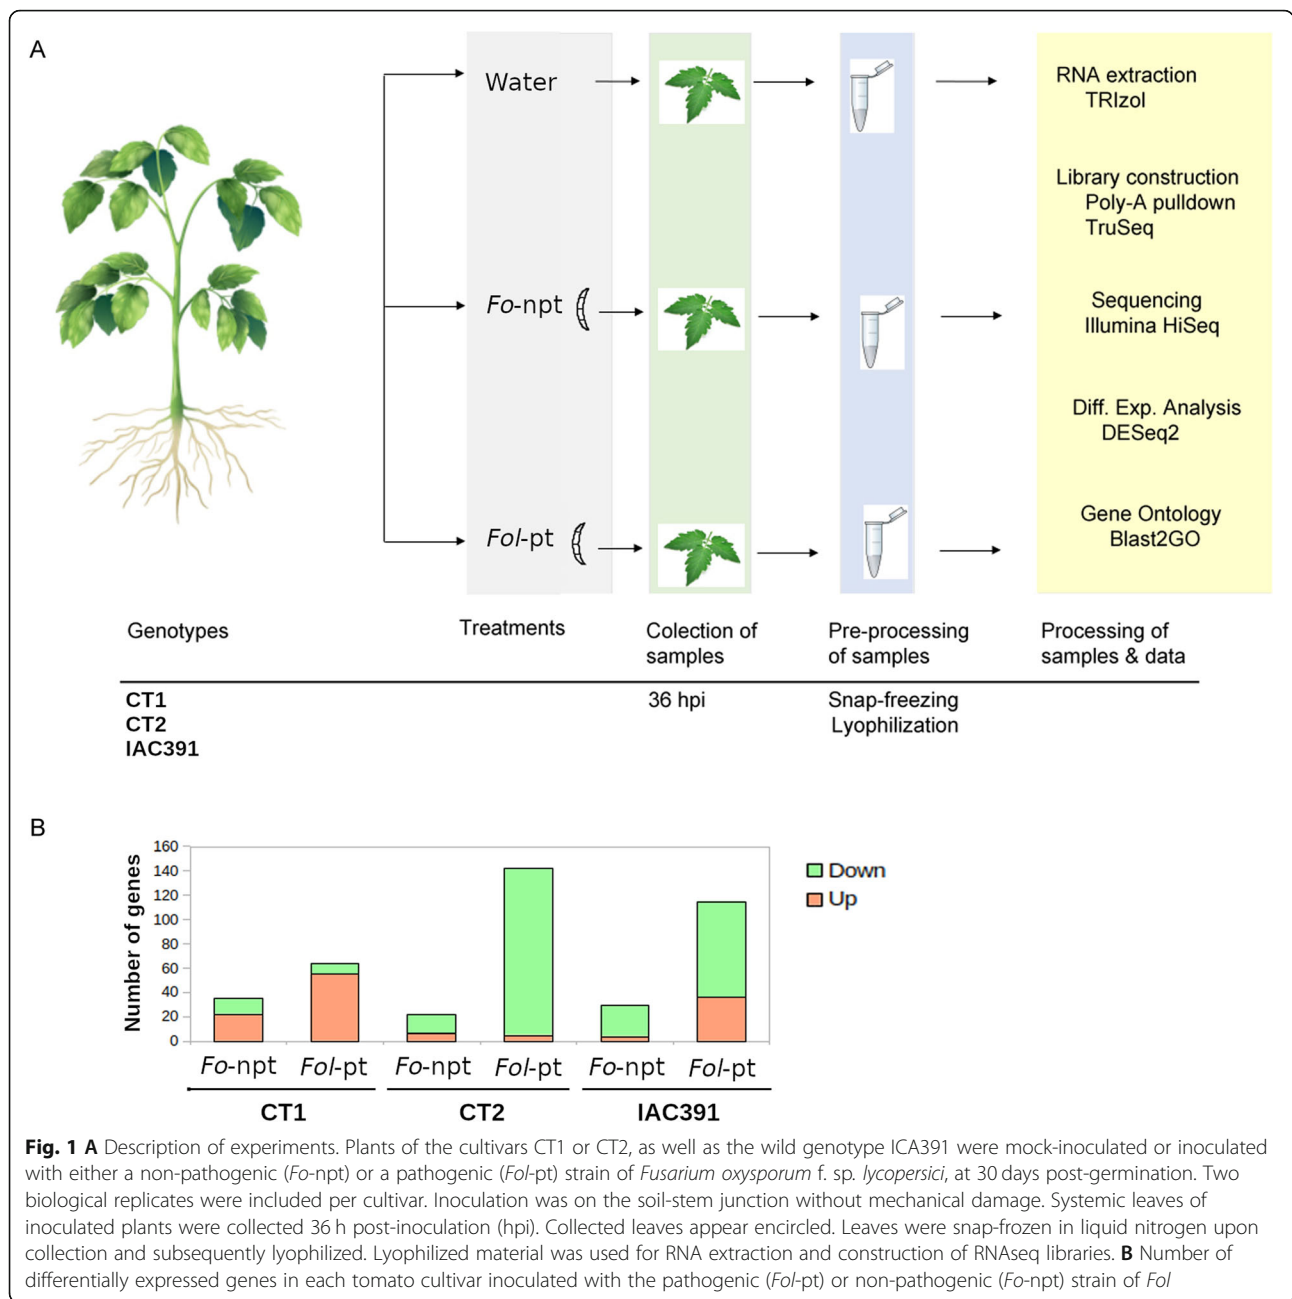 A
Water
RNA extraction
TRIzol
Library construction
Poly-A pulldown
TruSeq
Fo-npt
Sequencing
Illumina HiSeq
Diff. Exp. Analysis
DESeq2
Fol-pt
Gene Ontology
Blast2GO
Genotypes
Treatments
Colection of
samples
Pre-processing
of samples
Processing of
samples & data
CT1
CT2
IAC391
36 hpi
Snap-freezing
Lyophilization
B
Number of genes
160
140
120
100
80
60
40
20
0
Down
Up
Fo-npt
Fol-pt
Fo-npt
Fol-pt
Fo-npt
Fol-pt
CT1
CT2
IAC391
Fig. 1 A Description of experiments. Plants of the cultivars CT1 or CT2, as well as the wild genotype ICA391 were mock-inoculated or inoculated
with either a non-pathogenic (Fo-npt) or a pathogenic (Fol-pt) strain of Fusarium oxysporum f. sp. lycopersici, at 30 days post-germination. Two
biological replicates were included per cultivar. Inoculation was on the soil-stem junction without mechanical damage. Systemic leaves of
inoculated plants were collected 36 h post-inoculation (hpi). Collected leaves appear encircled. Leaves were snap-frozen in liquid nitrogen upon
collection and subsequently lyophilized. Lyophilized material was used for RNA extraction and construction of RNAseq libraries. B Number of
differentially expressed genes in each tomato cultivar inoculated with the pathogenic (Fol-pt) or non-pathogenic (Fo-npt) strain of Fol